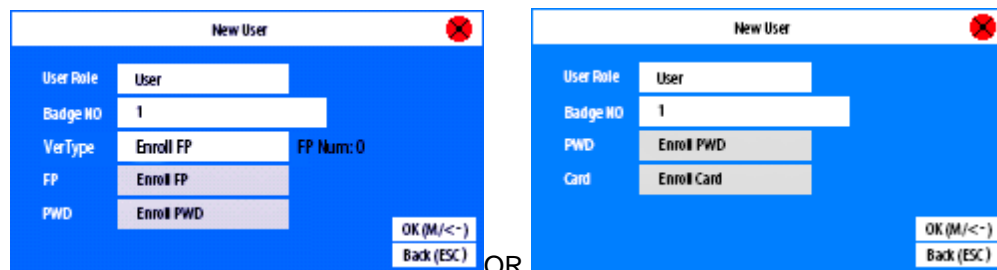 New User
User Role User
Badge NO 1
VerType Enroll FP FP Num: 0
FP Enroll FP
PWD Enroll PWD
OK (M/<-)
Back (ESC)
OR
New User
User Role User
Badge NO 1
PWD Enroll PWD
Card Enroll Card
OK (M/<-)
Back (ESC)